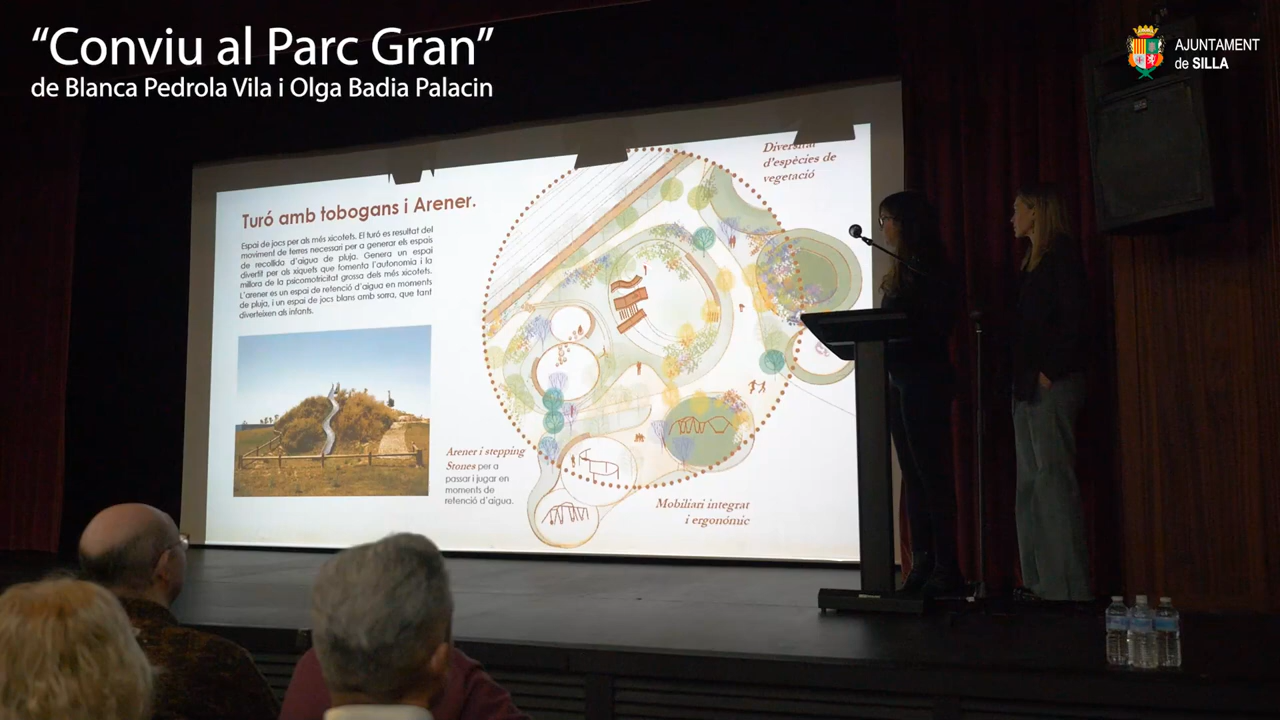 “Conviu al Parc Gran”
de Blanca Pedrola Vila i Olga Badia Palacin
AJUNTAMENT
de SILLA
Turó amb tobogans i Arener.
Espai de jocs per als més xicotets. El turó es resultat del
moviment de terres necessari per a generar els espais
de recollida d'aigua de pluja. Genera un espai
divertit per als xiquets que fomenta l'autonomia i la
millora de la psicomotricitat grossa dels més xicotets.
L'arener es un espai de retenció d'aigua en moments
de pluja, i un espai de jocs blans amb sorra, que tant
diverteixen als infants.
Diversitat
d'espècies de
vegetació
Arener i stepping
Stones per a
passar i jugar en
moments de
retenció d'aigua.
Mobiliari integrat
i ergonómic